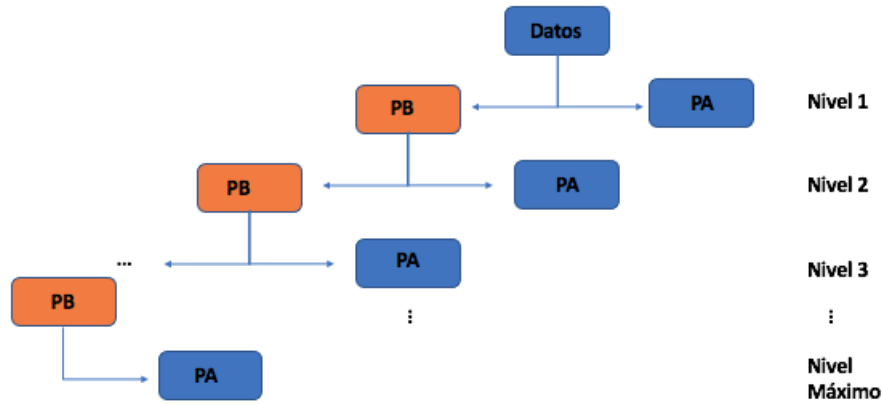 Datos
PB
PA
Nivel 1
PB
PA
Nivel 2
...
PA
Nivel 3
PB
...
...
PA
Nivel
Máximo